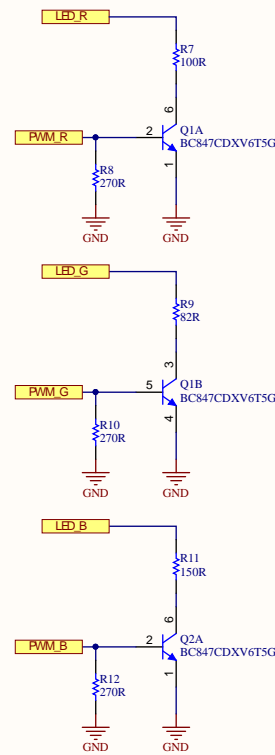 LED_R
R7
100R
6
Q1A
PWM_R
2
BC847CDXV6T5G
R8
270R
1
GND
GND
LED_G
R9
82R
3
Q1B
PWM_G
5
BC847CDXV6T5G
R10
270R
4
GND
GND
LED_B
R11
150R
6
Q2A
PWM_B
2
BC847CDXV6T5G
R12
270R
1
GND
GND